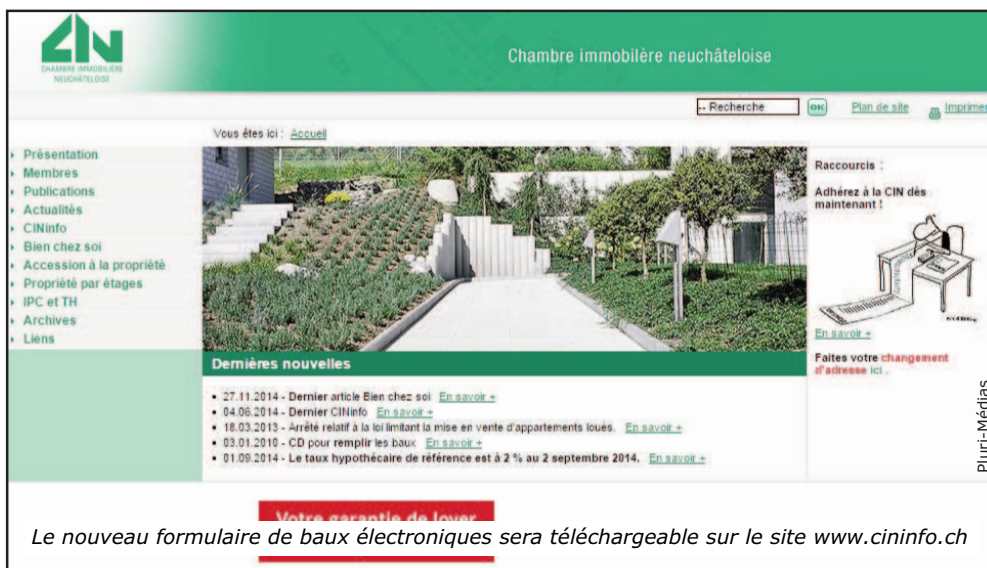 CIN
CHAMBRE IMMOBILIÈRE
NEUCHÂTELOISE
Chambre immobilère neuchâteloise
-- Recherche
OK
Plan de site
Imprimer
Vous êtes ici : Accueil
Présentation
Membres
Publications
Actualités
CINinfo
Bien chez soi
Accession à la propriété
Propriété par étages
IPC et TH
Archives
Liens
Raccourcis :
Adhérez à la CIN dès
maintenant !
En savoir +
Faites votre changement
d'adresse ici .
Dernières nouvelles
27.11.2014 - Dernier article Bien chez soi En savoir +
04.06.2014 - Dernier CINinfo En savoir +
18.03.2013 - Arrêté relatif à la loi limitant la mise en vente d'appartements loués. En savoir +
03.01.2010 - CD pour remplir les baux En savoir +
01.09.2014 - Le taux hypothécaire de référence est à 2 % au 2 septembre 2014. En savoir +
Pluri-Médias
Votre garantie de loyer
Le nouveau formulaire de baux électroniques sera téléchargeable sur le site www.cininfo.ch